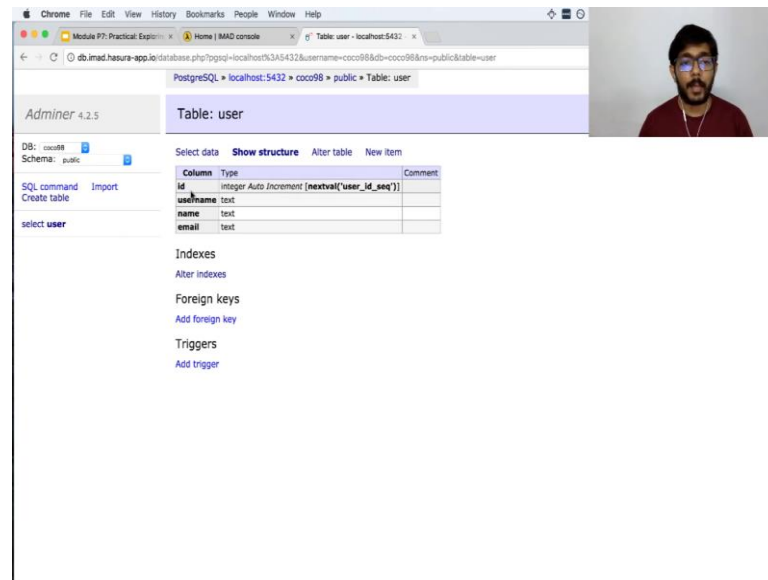 Chrome File Edit View History Bookmarks People Window Help
Module P7: Practical: Explorin × Home | IMAD console × Table: user - localhost:5432 - ×
db.imad.hasura-app.io/database.php?pgsql=localhost%3A5432&username=coco98&db=coco98&ns=public&table=user
PostgreSQL » localhost:5432 » coco98 » public » Table: user
Adminer 4.2.5
Table: user
DB: coco98
Schema: public
Select data Show structure Alter table New item
Column Type Comment
id integer Auto Increment [nextval('user_id_seq')]
username text
name text
email text
SQL command Import
Create table
select user
Indexes
Alter indexes
Foreign keys
Add foreign key
Triggers
Add trigger